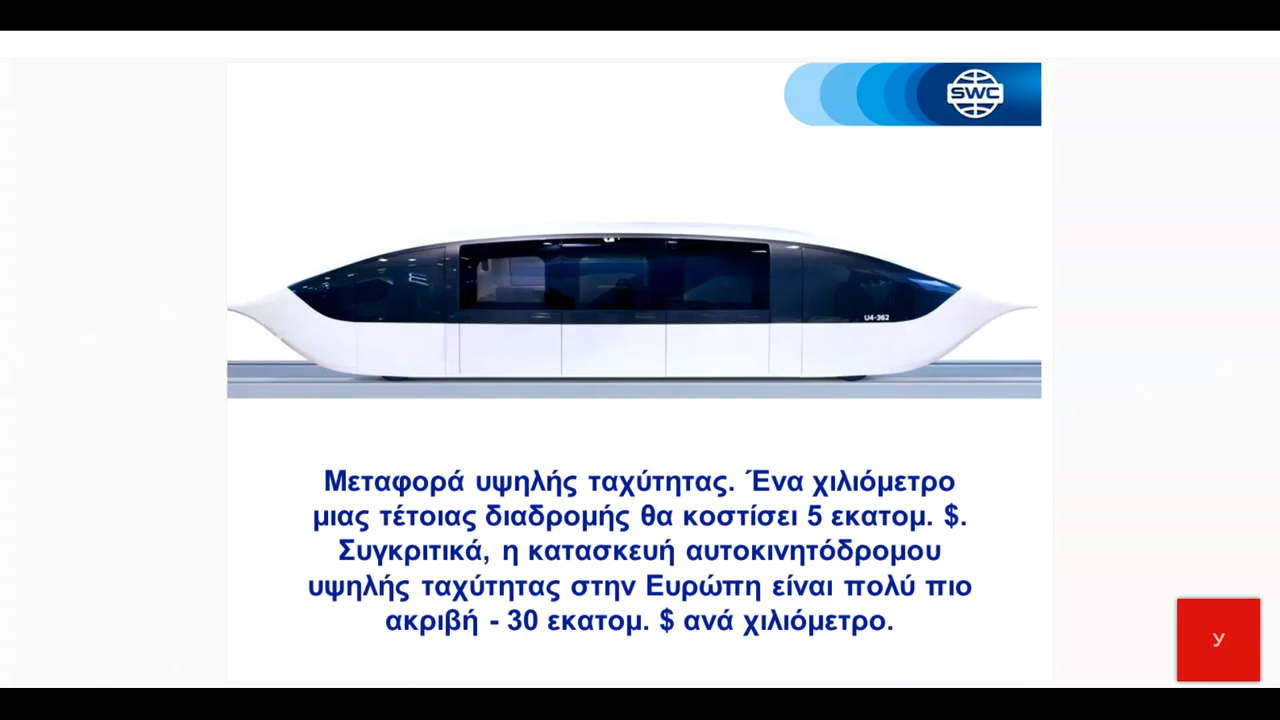 SWC
U4-362
Μεταφορά υψηλής ταχύτητας. Ένα χιλιόμετρο
μιας τέτοιας διαδρομής θα κοστίσει 5 εκατομ. $.
Συγκριτικά, η κατασκευή αυτοκινητόδρομου
υψηλής ταχύτητας στην Ευρώπη είναι πολύ πιο
ακριβή - 30 εκατομ. $ ανά χιλιόμετρο.
У